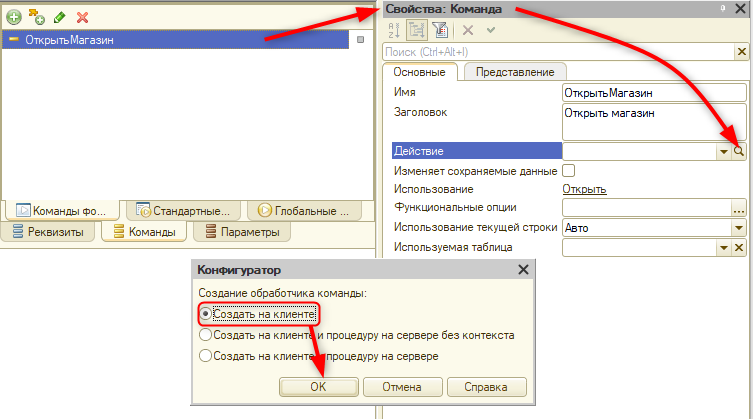 ОткрытьМагазин
Команды фо...
Стандартные...
Глобальные ...
Реквизиты
Команды
Параметры
Свойства: Команда
Поиск (Ctrl+Alt+I)
Основные
Представление
Имя
ОткрытьМагазин
Заголовок
Открыть магазин
Действие
Изменяет сохраняемые данные
Использование
Открыть
Функциональные опции
...
Использование текущей строки
Авто
Используемая таблица
Конфигуратор
Создание обработчика команды:
Создать на клиенте
Создать на клиенте и процедуру на сервере без контекста
Создать на клиенте и процедуру на сервере
OK
Отмена
Справка